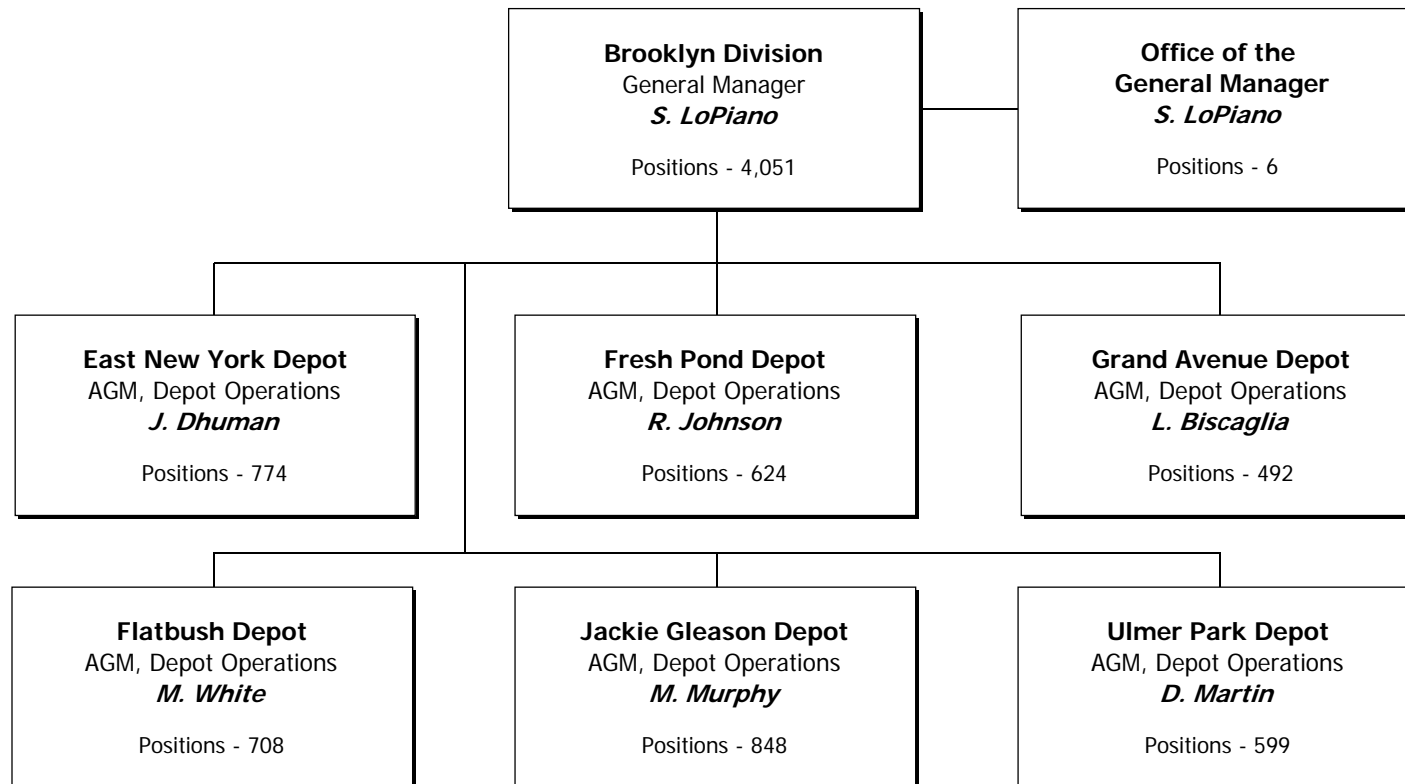 Brooklyn Division
General Manager
S. LoPiano
Positions - 4,051
Office of the
General Manager
S. LoPiano
Positions - 6
East New York Depot
AGM, Depot Operations
J. Dhuman
Positions - 774
Fresh Pond Depot
AGM, Depot Operations
R. Johnson
Positions - 624
Grand Avenue Depot
AGM, Depot Operations
L. Biscaglia
Positions - 492
Flatbush Depot
AGM, Depot Operations
M. White
Positions - 708
Jackie Gleason Depot
AGM, Depot Operations
M. Murphy
Positions - 848
Ulmer Park Depot
AGM, Depot Operations
D. Martin
Positions - 599